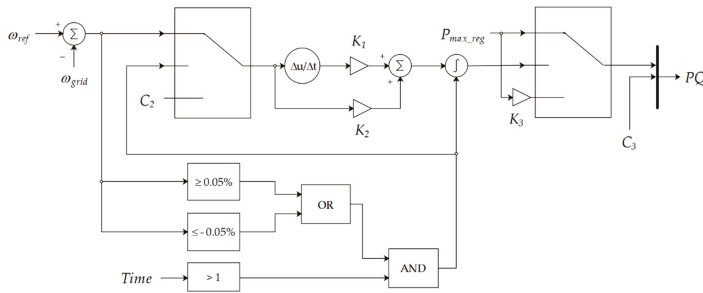 ω_ref
+
Σ
−
ω_grid
C_2
Δu/Δt
K_1
K_2
+
+
Σ
∫
P_max_reg
K_3
C_3
PQ
≥ 0.05%
≤ - 0.05%
OR
Time
> 1
AND